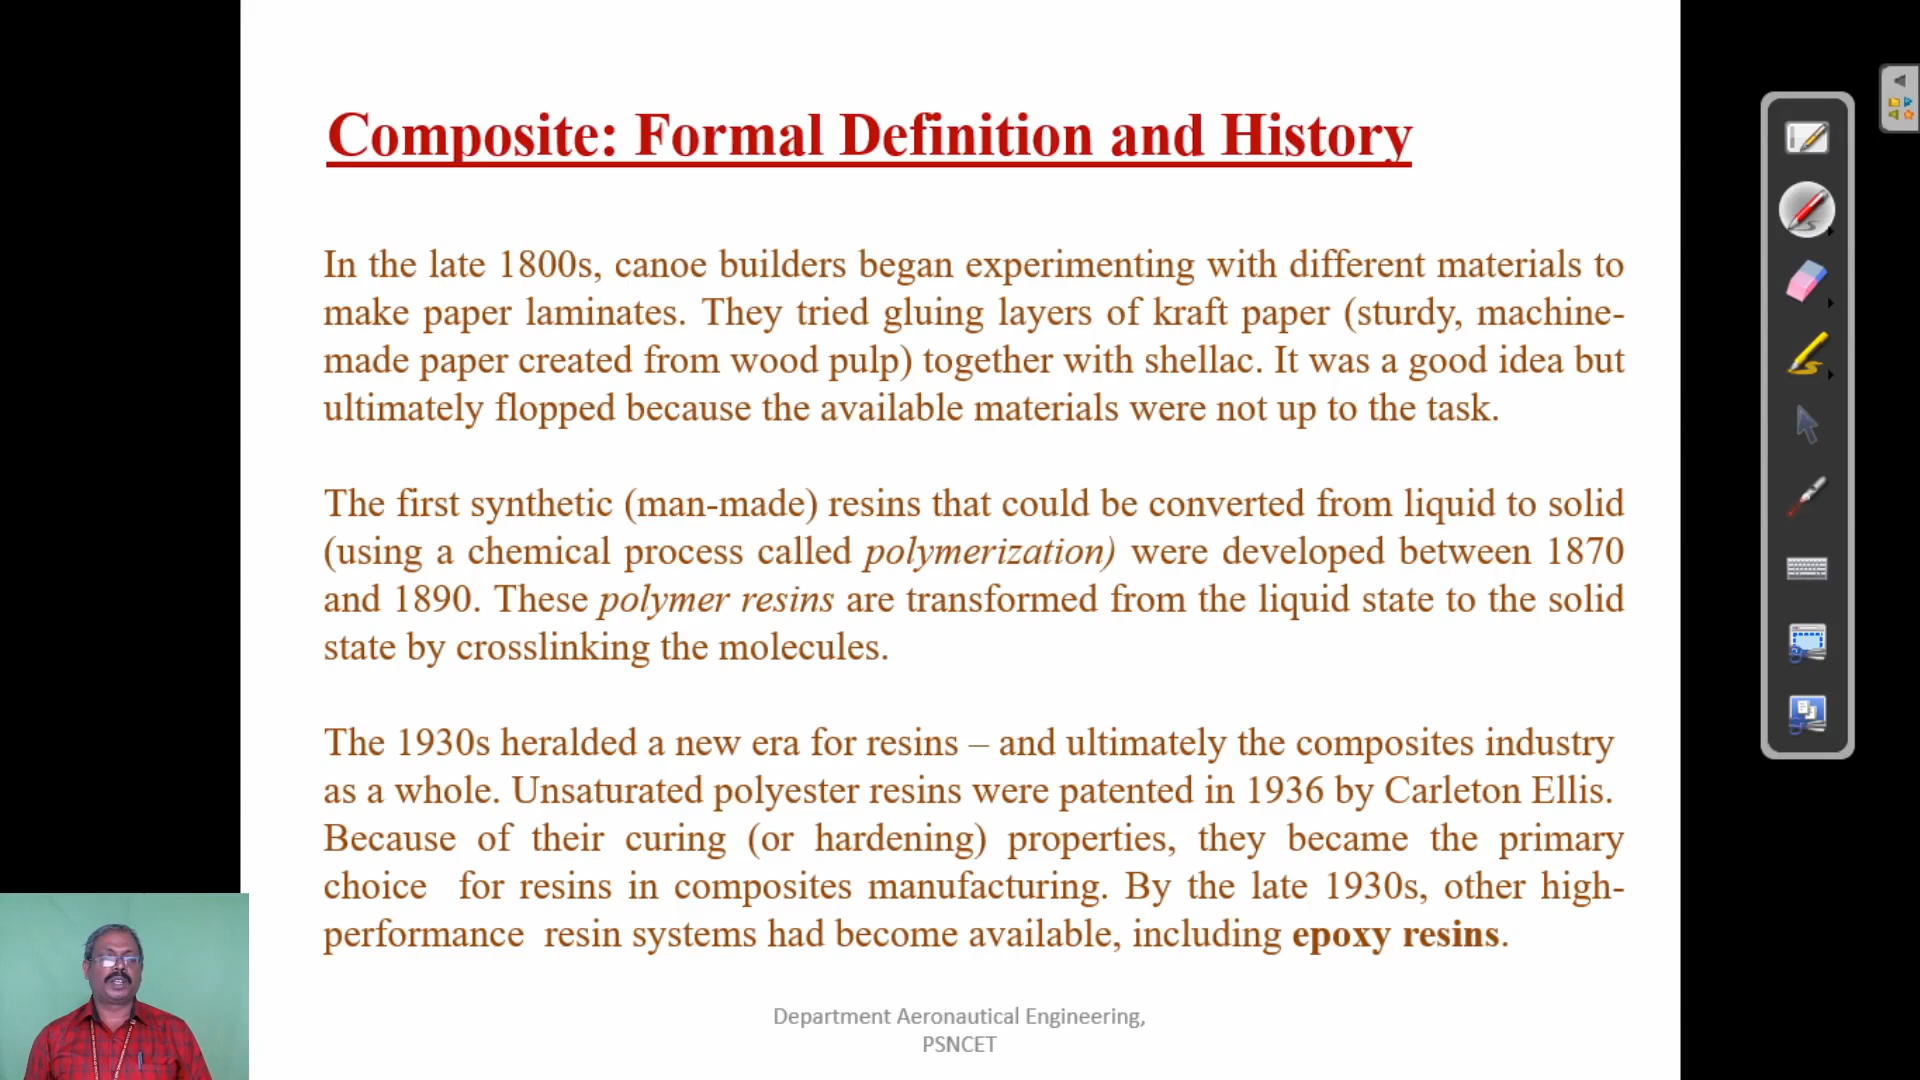 Composite: Formal Definition and History
In the late 1800s, canoe builders began experimenting with different materials to
make paper laminates. They tried gluing layers of kraft paper (sturdy, machine-
made paper created from wood pulp) together with shellac. It was a good idea but
ultimately flopped because the available materials were not up to the task.
The first synthetic (man-made) resins that could be converted from liquid to solid
(using a chemical process called polymerization) were developed between 1870
and 1890. These polymer resins are transformed from the liquid state to the solid
state by crosslinking the molecules.
The 1930s heralded a new era for resins – and ultimately the composites industry
as a whole. Unsaturated polyester resins were patented in 1936 by Carleton Ellis.
Because of their curing (or hardening) properties, they became the primary
choice for resins in composites manufacturing. By the late 1930s, other high-
performance resin systems had become available, including epoxy resins.
Department Aeronautical Engineering,
PSNCET